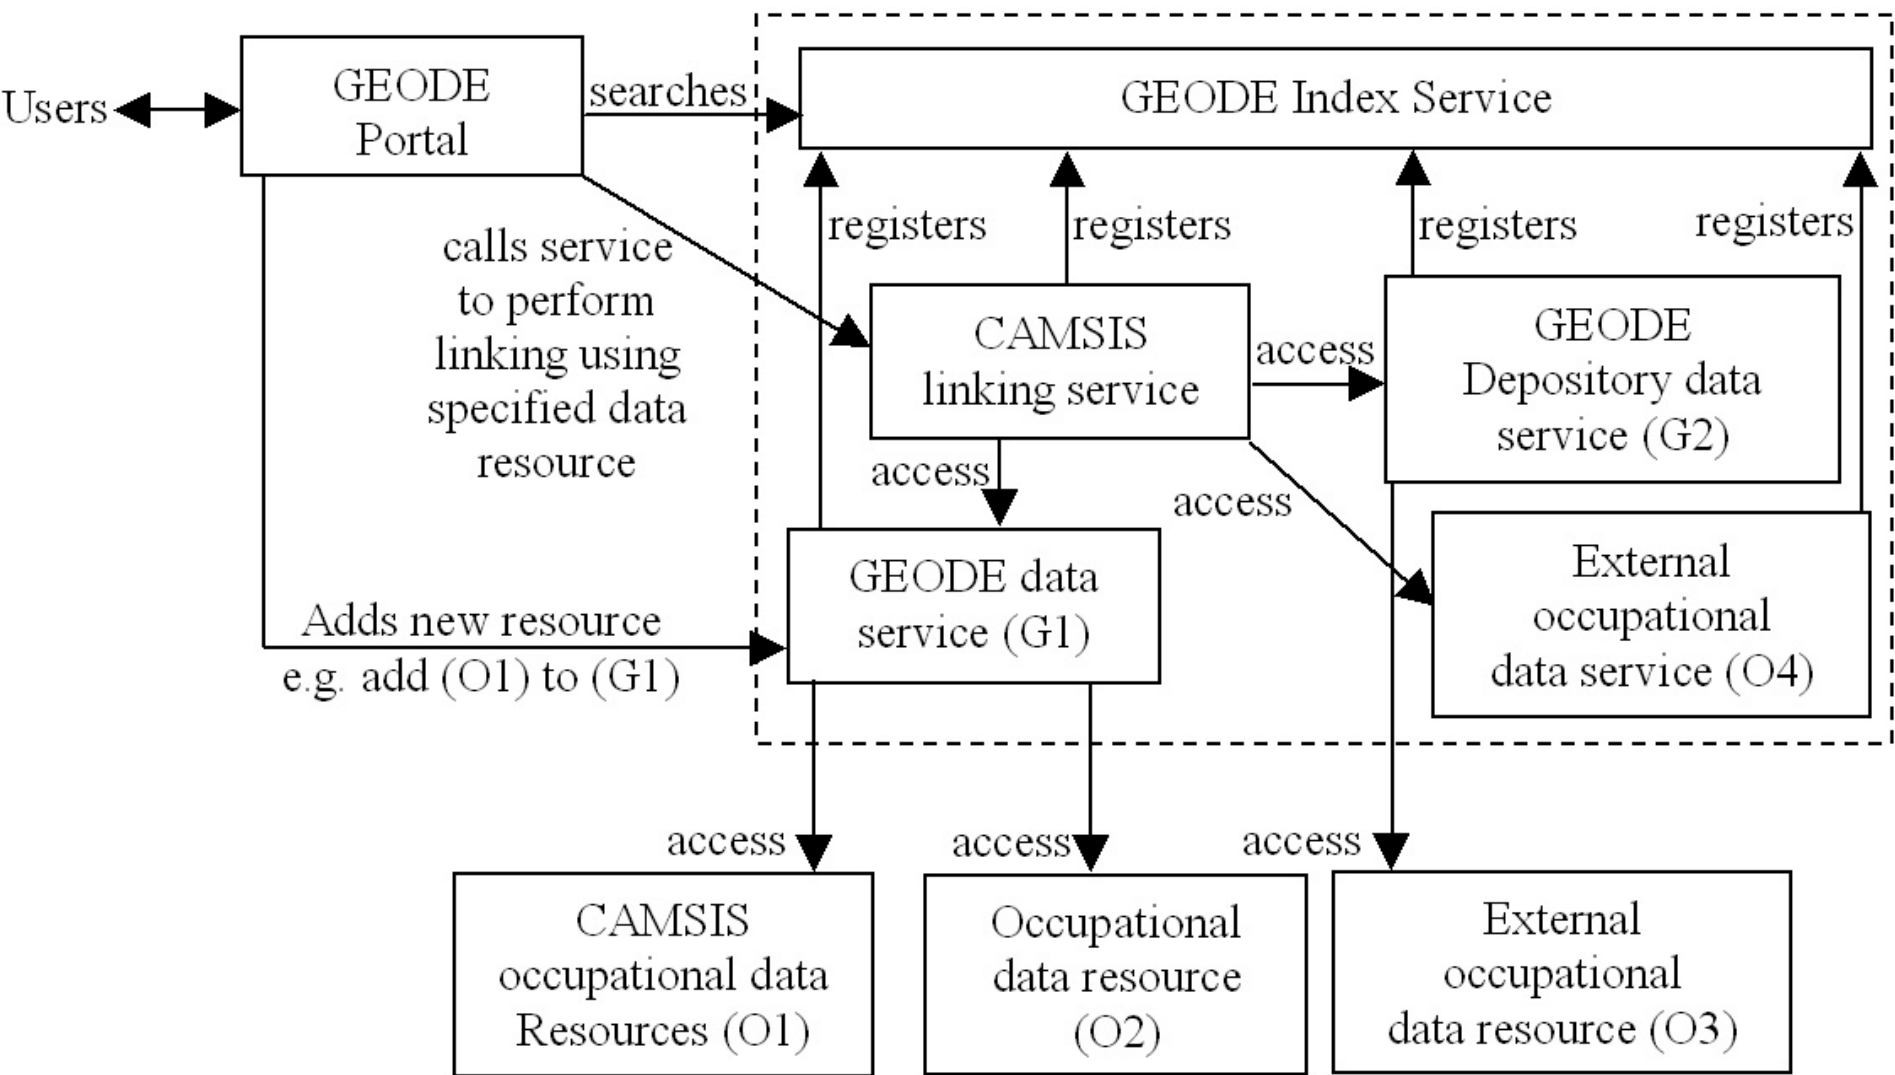 Users
GEODE
Portal
searches
GEODE Index Service
registers
registers
registers
registers
calls service
to perform
linking using
specified data
resource
CAMSIS
linking service
access
GEODE
Depository data
service (G2)
access
access
GEODE data
service (G1)
External
occupational
data service (O4)
Adds new resource
e.g. add (O1) to (G1)
access
access
access
CAMSIS
occupational data
Resources (O1)
Occupational
data resource
(O2)
External
occupational
data resource (O3)